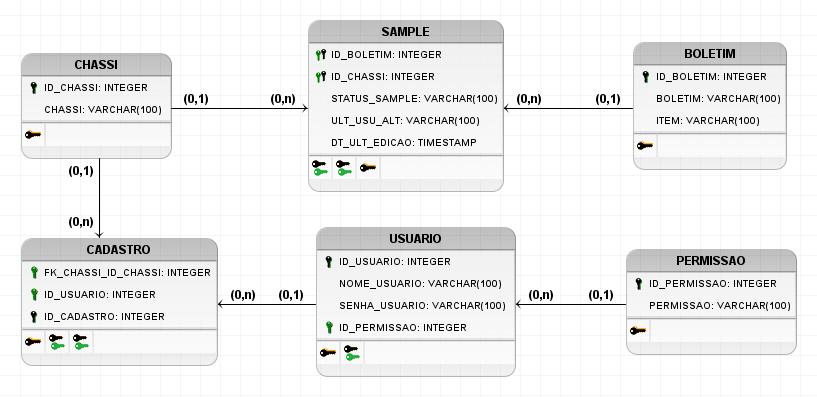 CHASSI
ID_CHASSI: INTEGER
CHASSI: VARCHAR(100)
(0,1)
(0,n)
SAMPLE
ID_BOLETIM: INTEGER
ID_CHASSI: INTEGER
STATUS_SAMPLE: VARCHAR(100)
ULT_USU_ALT: VARCHAR(100)
DT_ULT_EDICAO: TIMESTAMP
(0,n)
(0,1)
BOLETIM
ID_BOLETIM: INTEGER
BOLETIM: VARCHAR(100)
ITEM: VARCHAR(100)
(0,1)
(0,n)
CADASTRO
FK_CHASSI_ID_CHASSI: INTEGER
ID_USUARIO: INTEGER
ID_CADASTRO: INTEGER
(0,n)
(0,1)
USUARIO
ID_USUARIO: INTEGER
NOME_USUARIO: VARCHAR(100)
SENHA_USUARIO: VARCHAR(100)
ID_PERMISSAO: INTEGER
(0,n)
(0,1)
PERMISSAO
ID_PERMISSAO: INTEGER
PERMISSAO: VARCHAR(100)